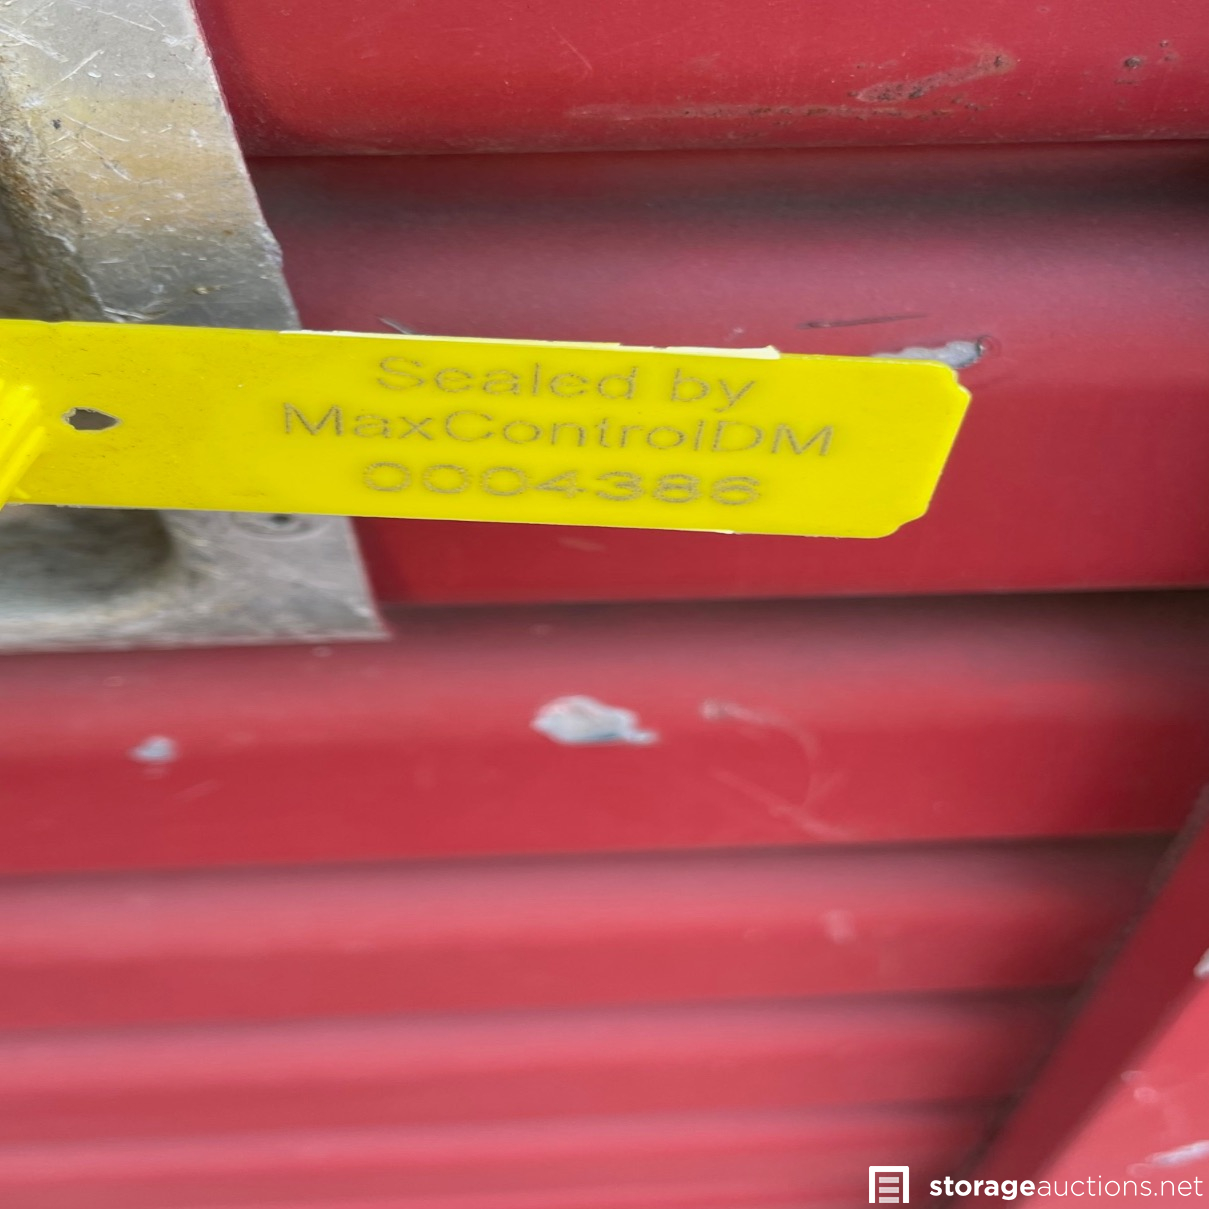 Sealed by
MaxControlDM
0004386
storageauctions.net